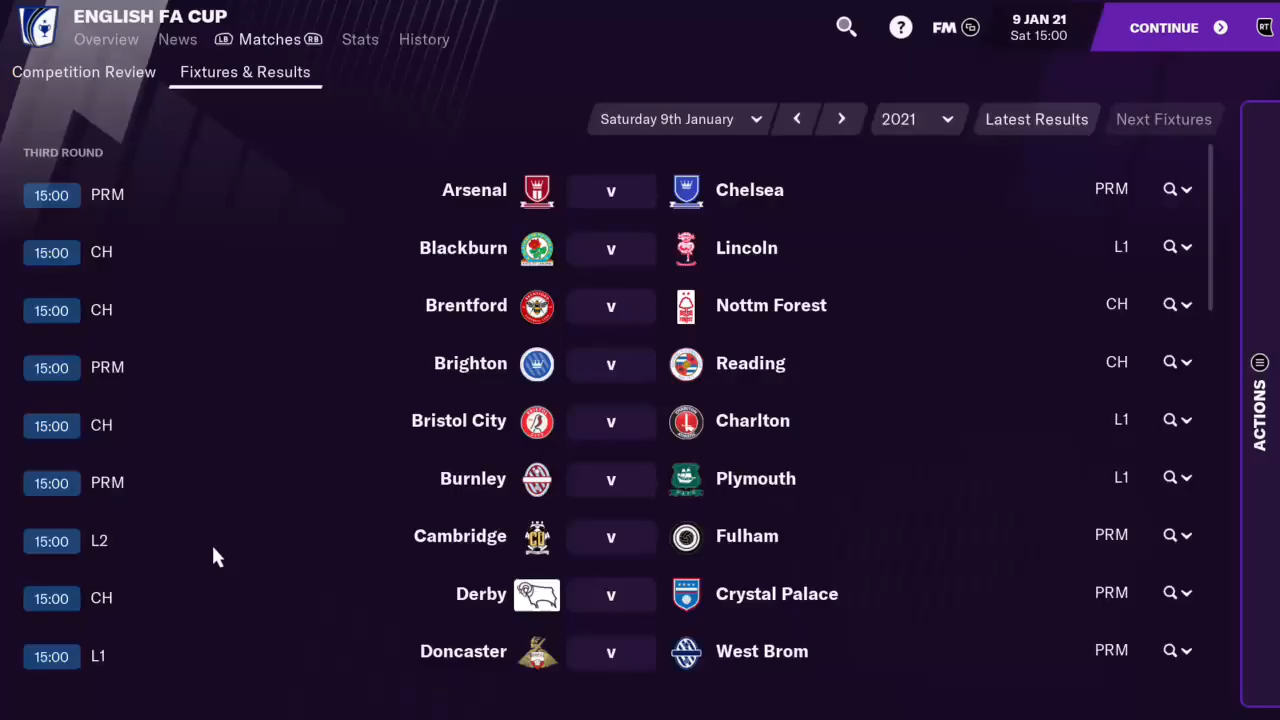 ENGLISH FA CUP
Overview News LB Matches RB Stats History
FM
9 JAN 21
Sat 15:00
CONTINUE RT
Competition Review Fixtures & Results
Saturday 9th January 2021 Latest Results Next Fixtures
THIRD ROUND
15:00 PRM Arsenal v Chelsea PRM
15:00 CH Blackburn v Lincoln L1
15:00 CH Brentford v Nottm Forest CH
15:00 PRM Brighton v Reading CH
15:00 CH Bristol City v Charlton L1
15:00 PRM Burnley v Plymouth L1
15:00 L2 Cambridge v Fulham PRM
15:00 CH Derby v Crystal Palace PRM
15:00 L1 Doncaster v West Brom PRM
ACTIONS